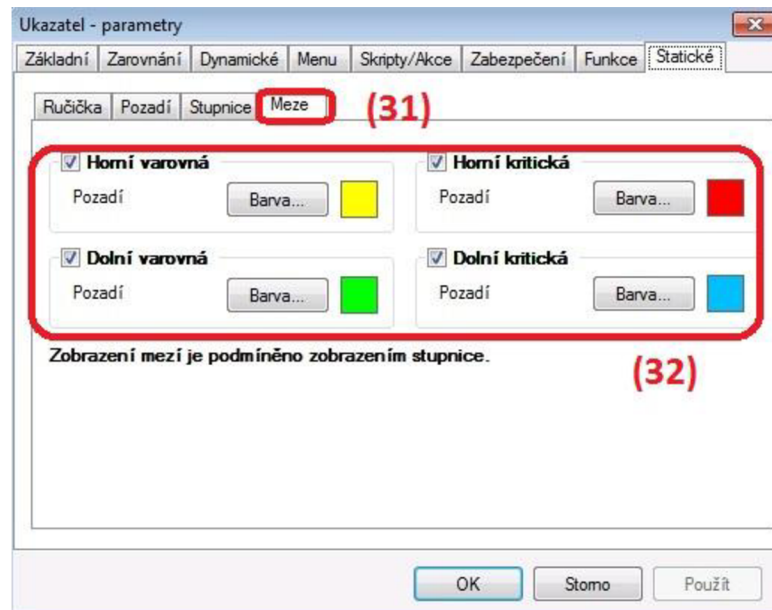 Ukazatel - parametry
Základní Zarovnání Dynamické Menu Skripty/Akce Zabezpečení Funkce Statické
Ručička Pozadí Stupnice Meze (31)
Horní varovná Horní kritická
Pozadí Barva... Pozadí Barva...
Dolní varovná Dolní kritická
Pozadí Barva... Pozadí Barva...
Zobrazení mezí je podmíněno zobrazením stupnice.
(32)
OK Storno Použít